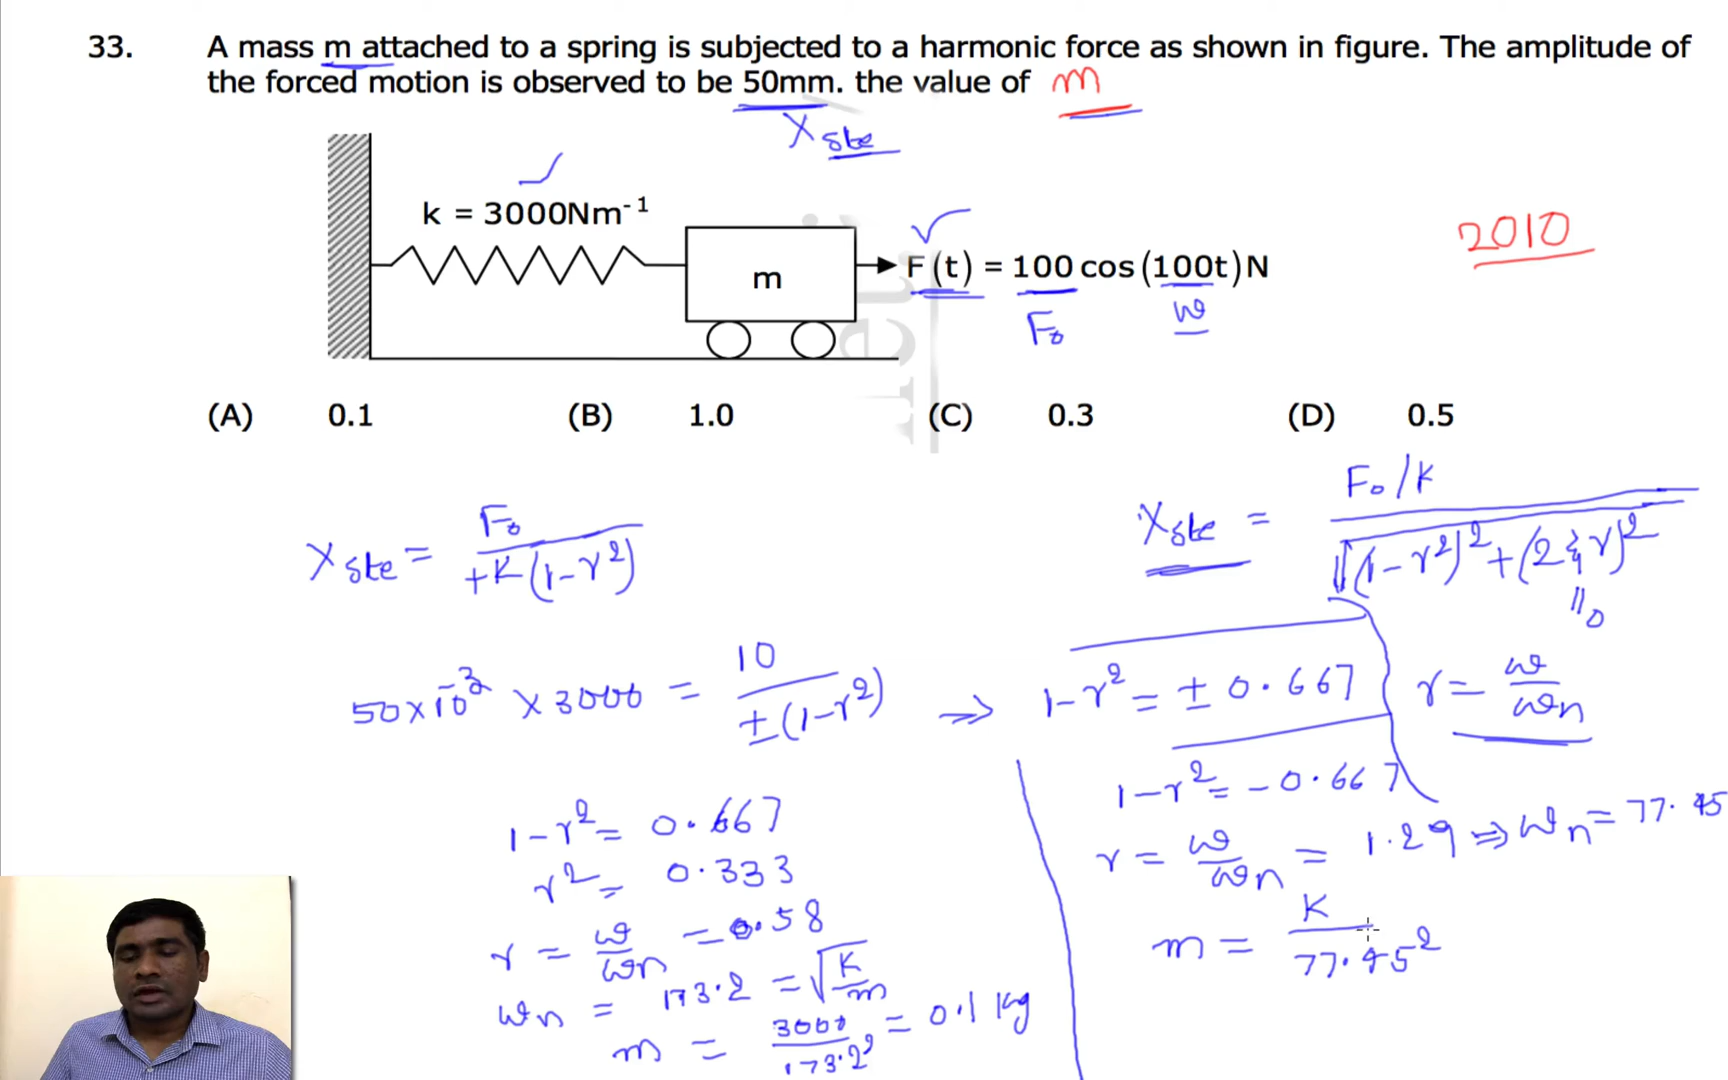 33. A mass m attached to a spring is subjected to a harmonic force as shown in figure. The amplitude of
the forced motion is observed to be 50mm. the value of m
X ste
k = 3000Nm⁻¹
m
F(t) = 100 cos (100t) N
F₀
ω
2010
(A) 0.1 (B) 1.0 (C) 0.3 (D) 0.5
X ste = F₀ / ±K(1-r²)
X ste = F₀/K / √(1-r²)² + (2ξr)²
"0
50×10⁻³ × 3000 = 10 / ±(1-r²)
⇒ 1-r² = ± 0.667
r = ω/ωn
1-r² = 0.667
r² = 0.333
r = ω/ωn = 0.58
ωn = 173.2 = √K/m
m = 3000/173.2² = 0.1 kg
1-r² = -0.667
r = ω/ωn = 1.29 ⇒ ωn = 77.45
m = K/77.45²